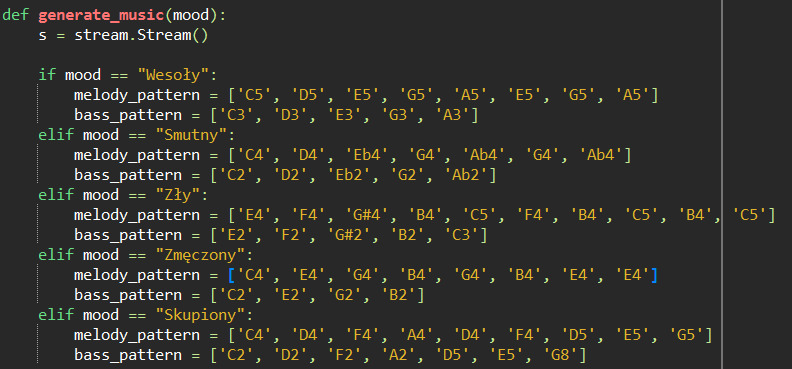 def generate_music(mood):
    s = stream.Stream()

    if mood == "Wesoły":
        melody_pattern = ['C5', 'D5', 'E5', 'G5', 'A5', 'E5', 'G5', 'A5']
        bass_pattern = ['C3', 'D3', 'E3', 'G3', 'A3']
    elif mood == "Smutny":
        melody_pattern = ['C4', 'D4', 'Eb4', 'G4', 'Ab4', 'G4', 'Ab4']
        bass_pattern = ['C2', 'D2', 'Eb2', 'G2', 'Ab2']
    elif mood == "Zły":
        melody_pattern = ['E4', 'F4', 'G#4', 'B4', 'C5', 'F4', 'B4', 'C5', 'B4', 'C5']
        bass_pattern = ['E2', 'F2', 'G#2', 'B2', 'C3']
    elif mood == "Zmęczony":
        melody_pattern = ['C4', 'E4', 'G4', 'B4', 'G4', 'B4', 'E4', 'E4']
        bass_pattern = ['C2', 'E2', 'G2', 'B2']
    elif mood == "Skupiony":
        melody_pattern = ['C4', 'D4', 'F4', 'A4', 'D4', 'F4', 'D5', 'E5', 'G5']
        bass_pattern = ['C2', 'D2', 'F2', 'A2', 'D5', 'E5', 'G8']